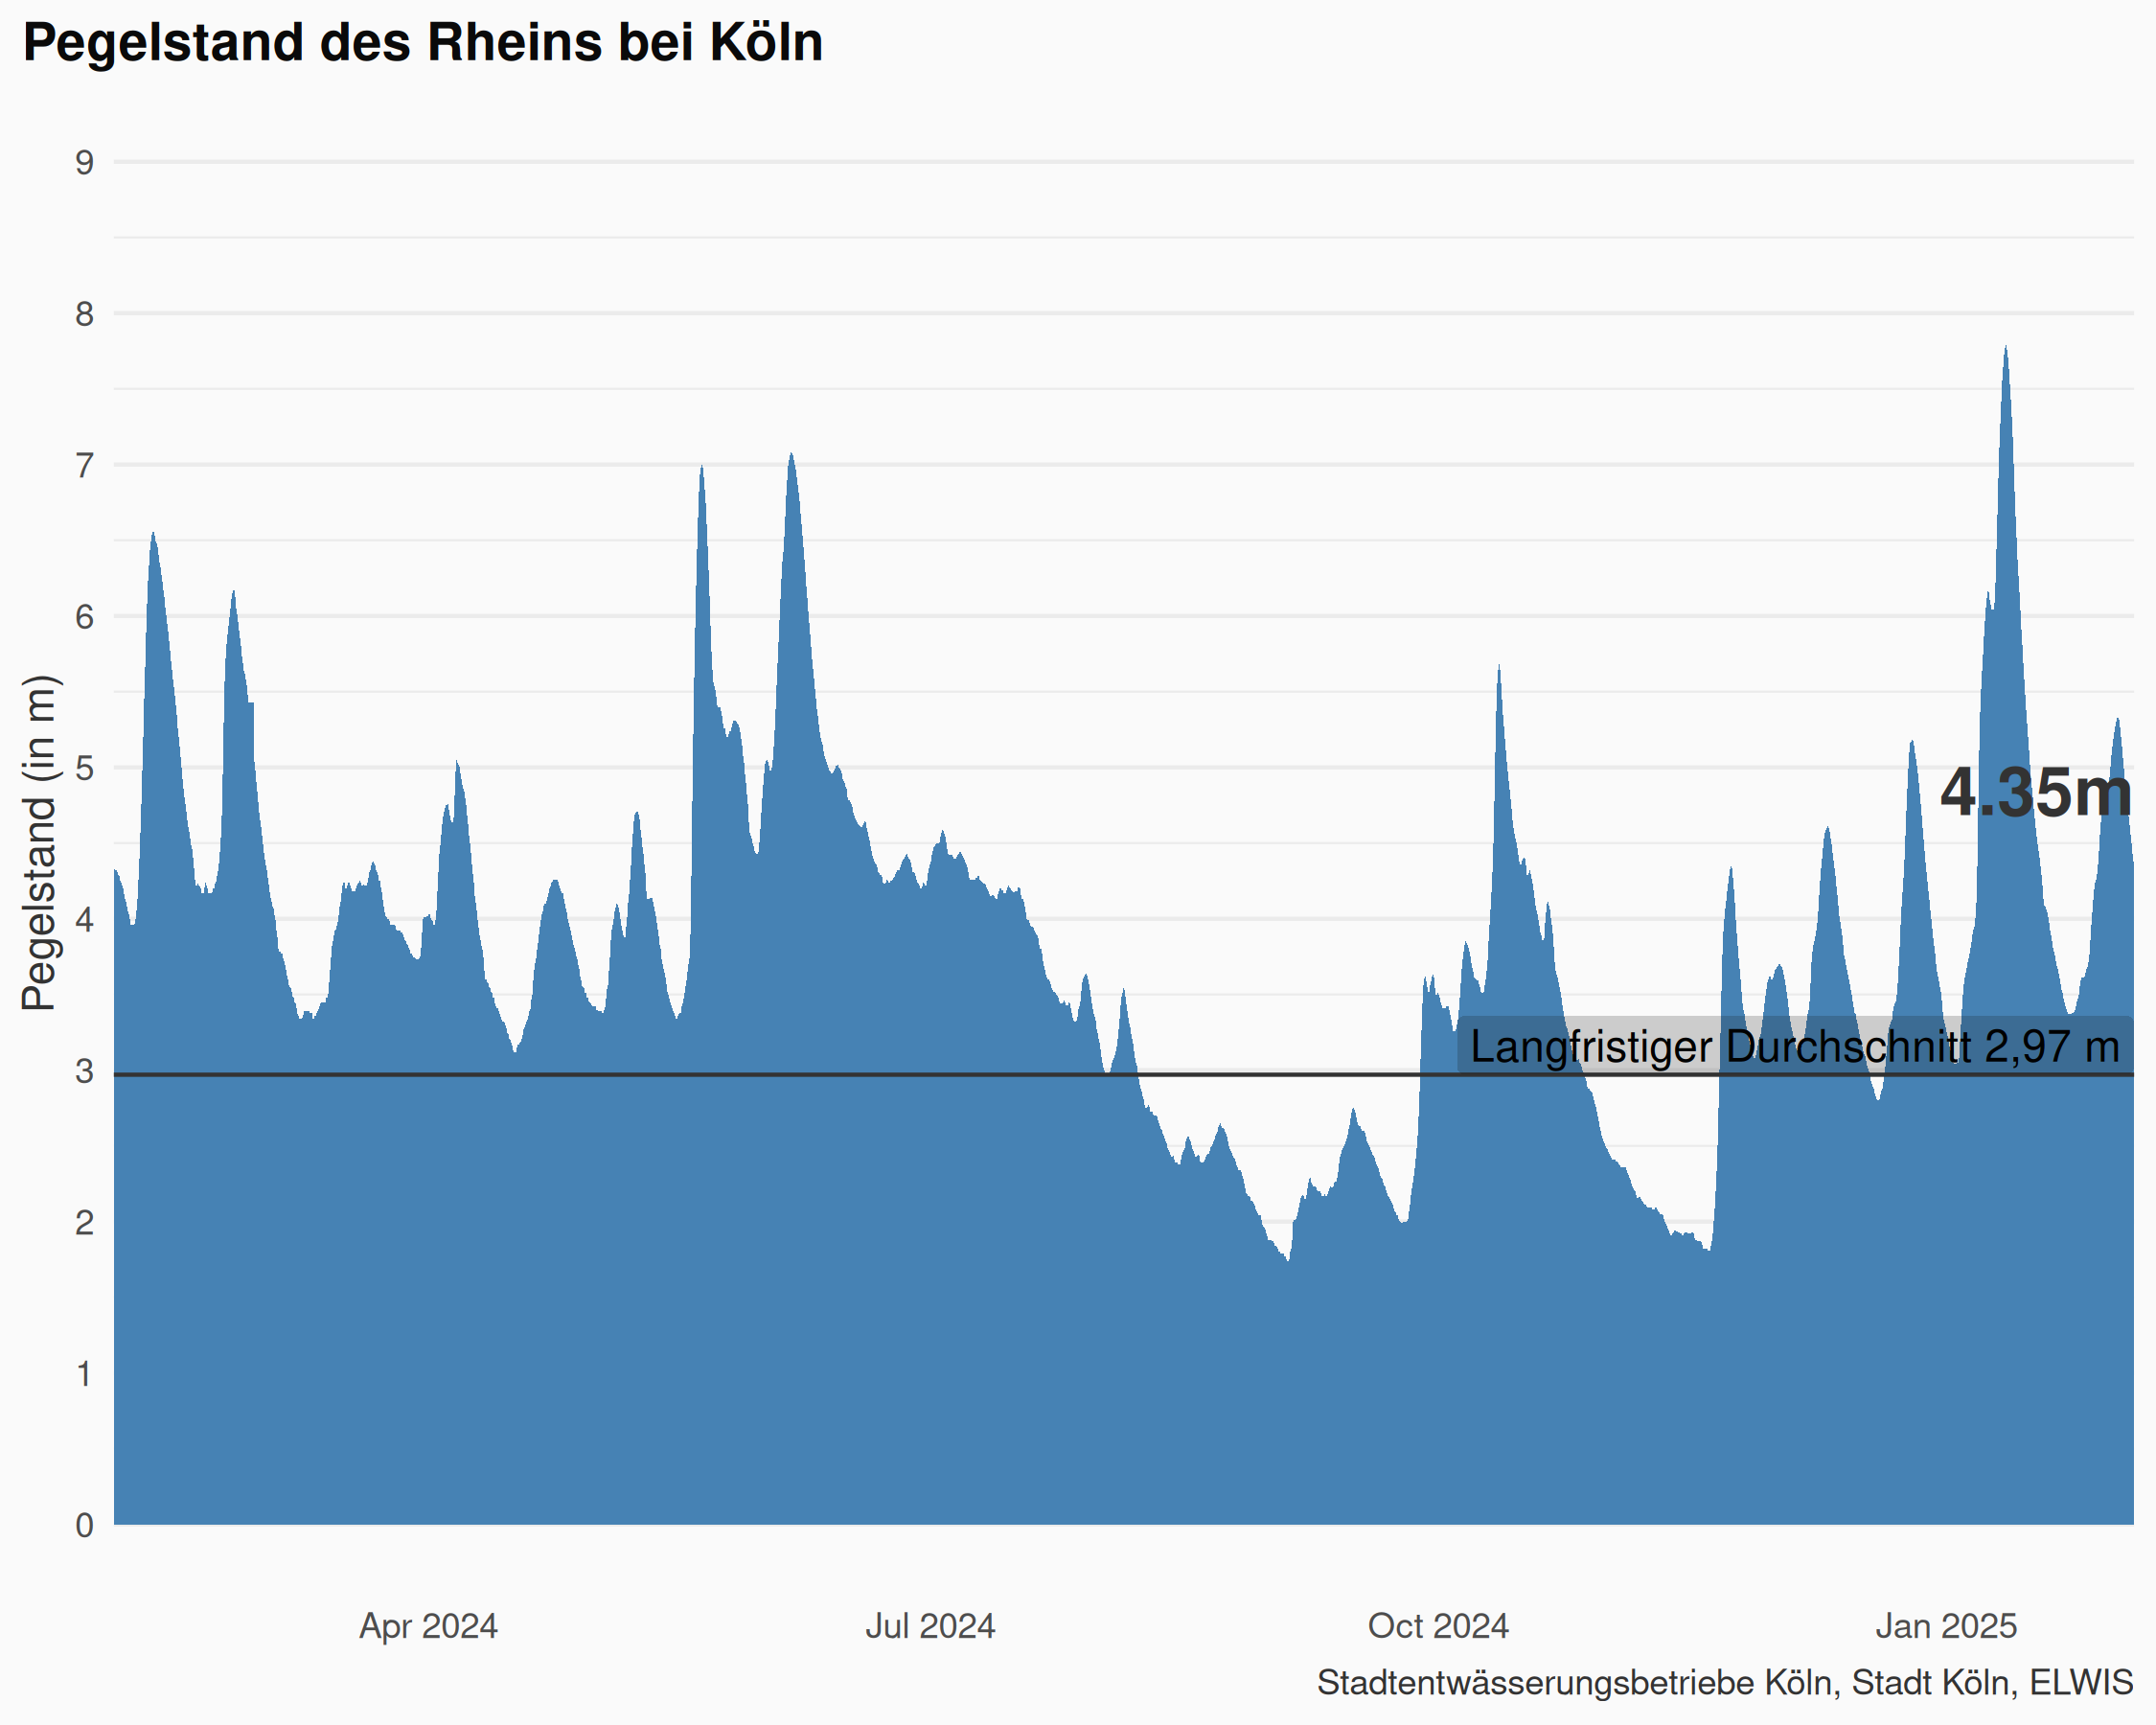 Pegelstand des Rheins bei Köln
Pegelstand (in m)
9
8
7
6
5
4
3
2
1
0
4.35m
Langfristiger Durchschnitt 2,97 m
Apr 2024
Jul 2024
Oct 2024
Jan 2025
Stadtentwässerungsbetriebe Köln, Stadt Köln, ELWIS